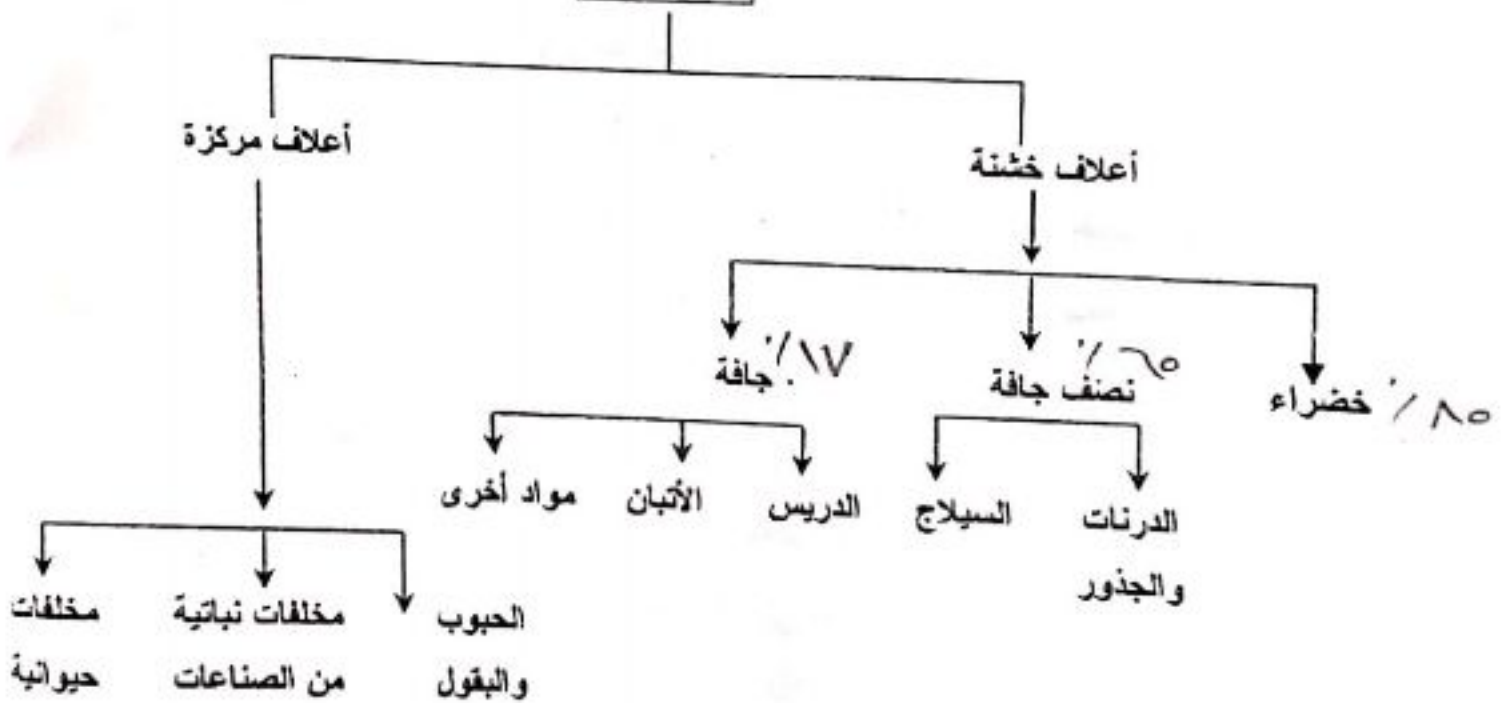 أعلاف خشنة
أعلاف مركزة
خضراء ٨٥٪
نصف جافة ٦٥٪
جافة ١٧٪
الدرنات
والجذور
السيلاج
الدريس
الأتبان
مواد أخرى
الحبوب
والبقول
مخلفات نباتية
من الصناعات
مخلفات
حيوانية